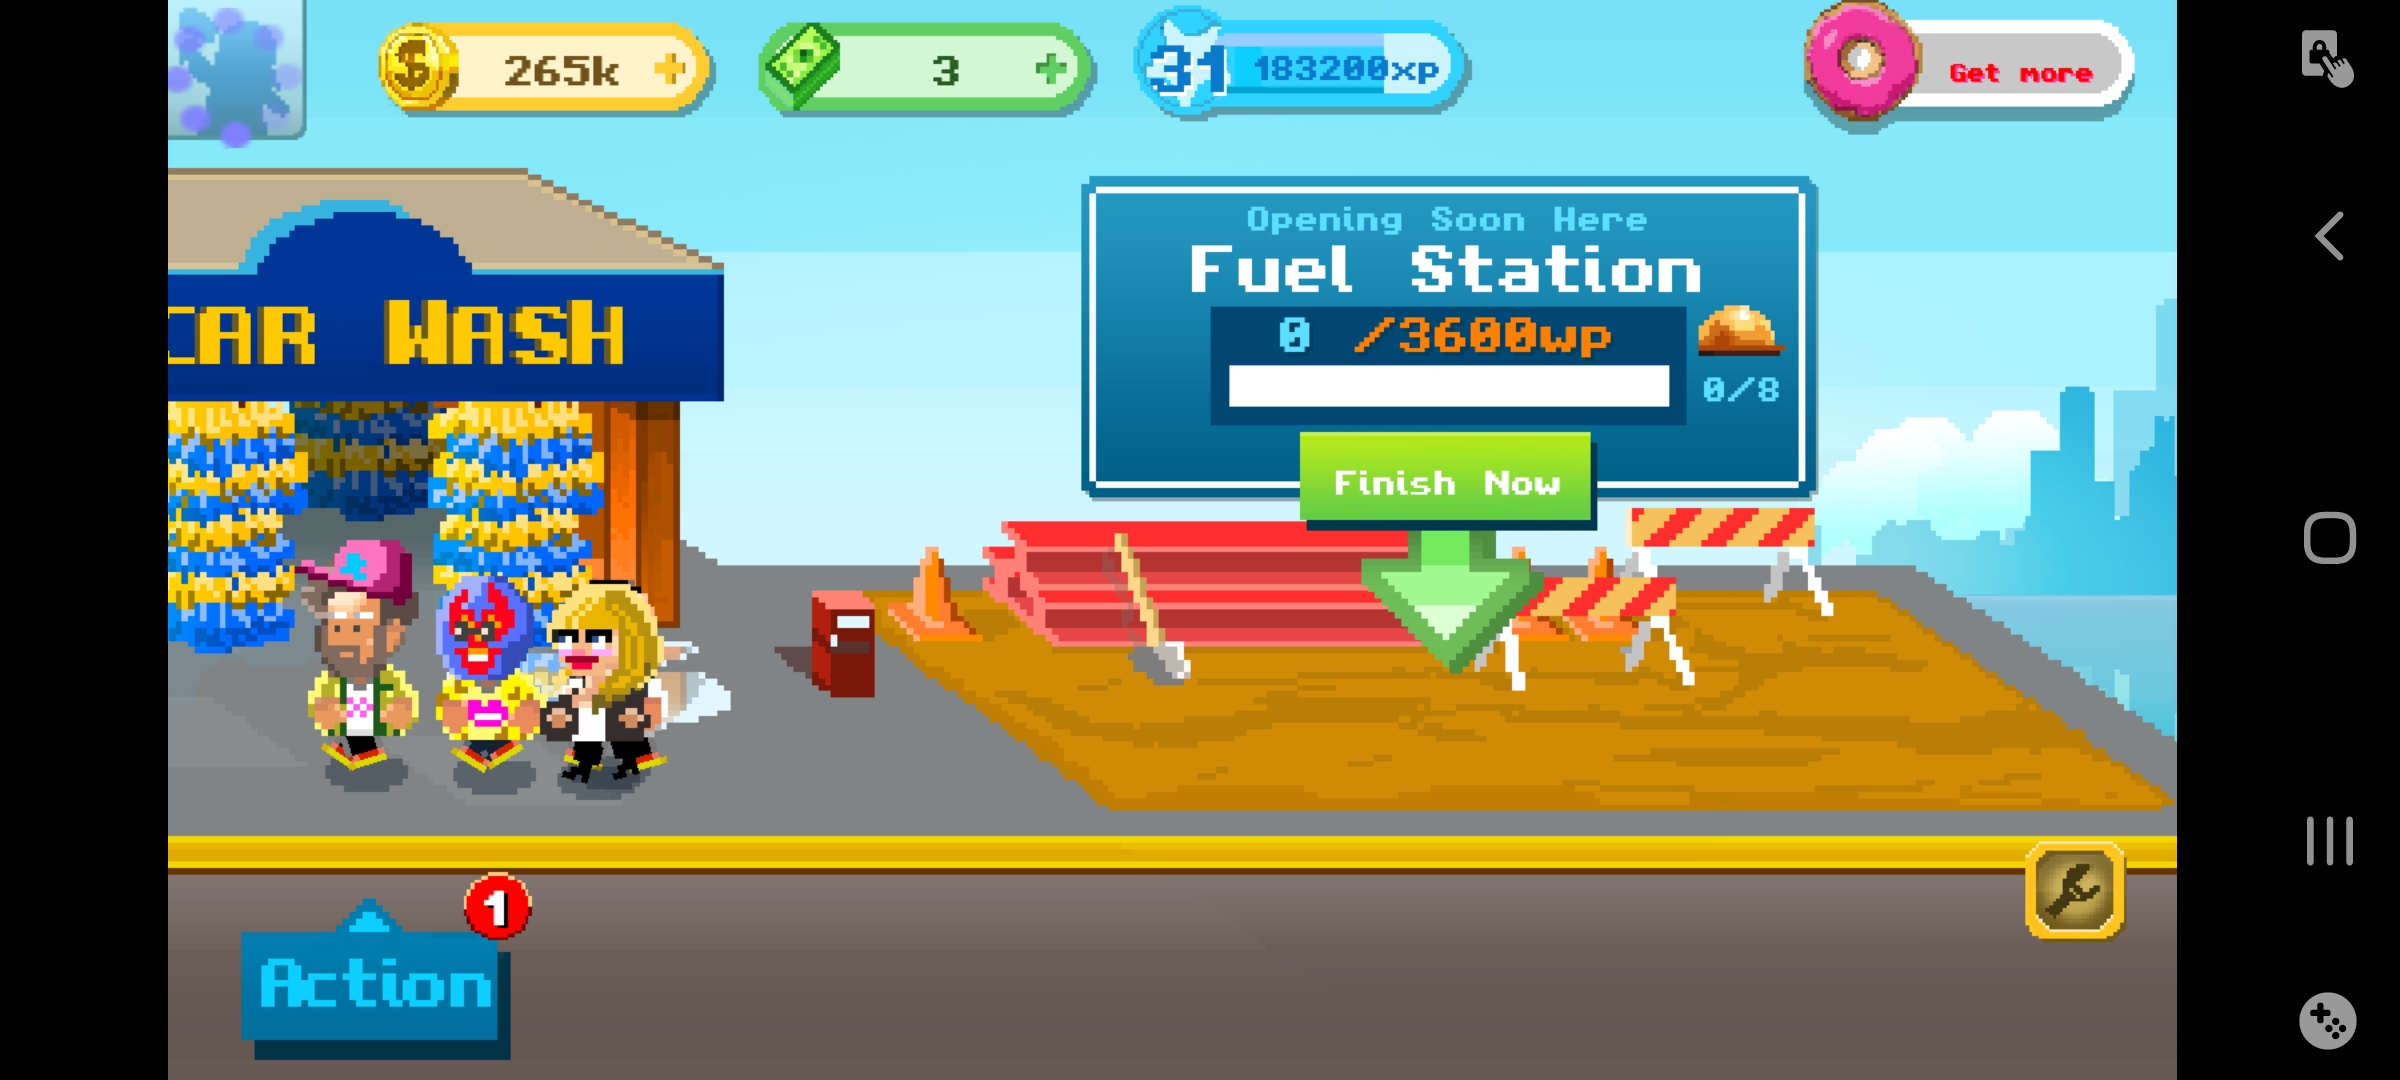 265k
3
31 183200xp
Get more
CAR WASH
Opening Soon Here
Fuel Station
0 /3600wp
0/8
Finish Now
1
Action